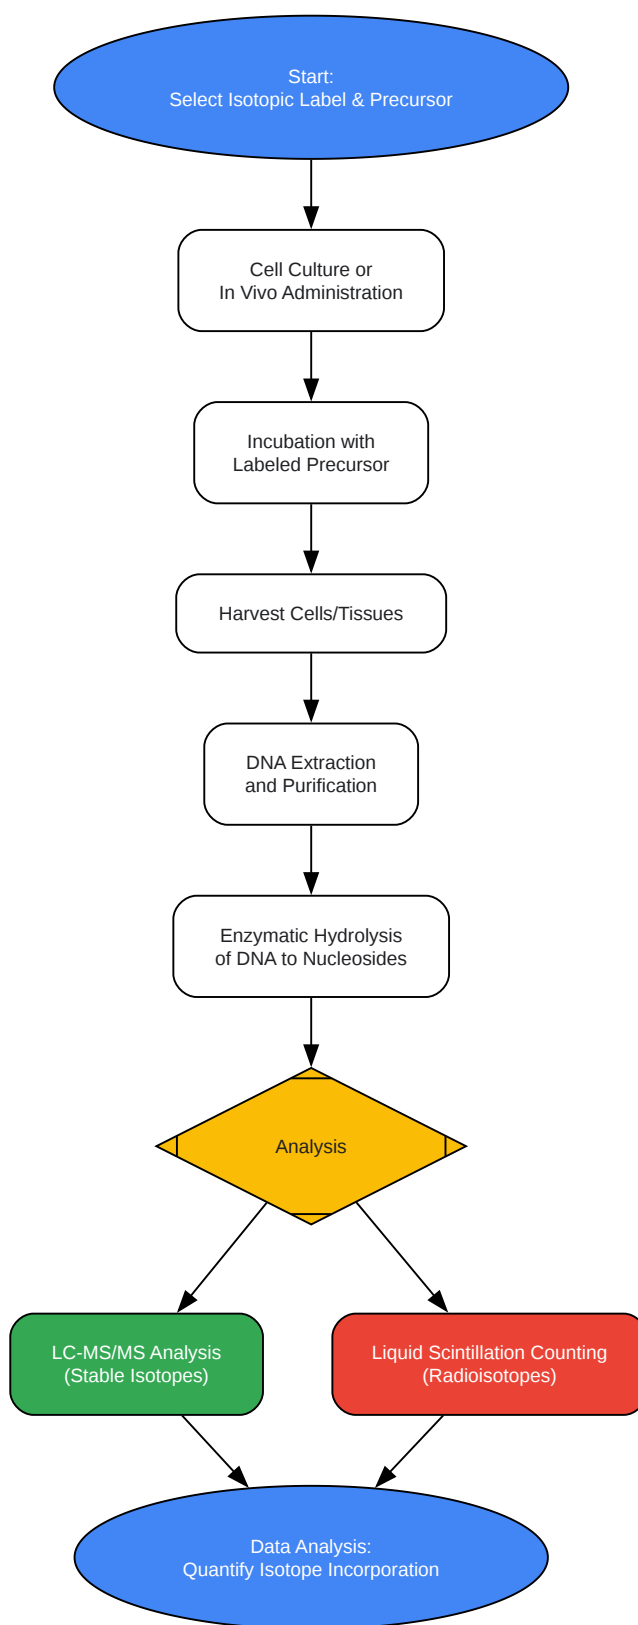 Start:
Select Isotopic Label & Precursor
Cell Culture or
In Vivo Administration
Incubation with
Labeled Precursor
Harvest Cells/Tissues
DNA Extraction
and Purification
Enzymatic Hydrolysis
of DNA to Nucleosides
Analysis
LC-MS/MS Analysis
(Stable Isotopes)
Liquid Scintillation Counting
(Radioisotopes)
Data Analysis:
Quantify Isotope Incorporation